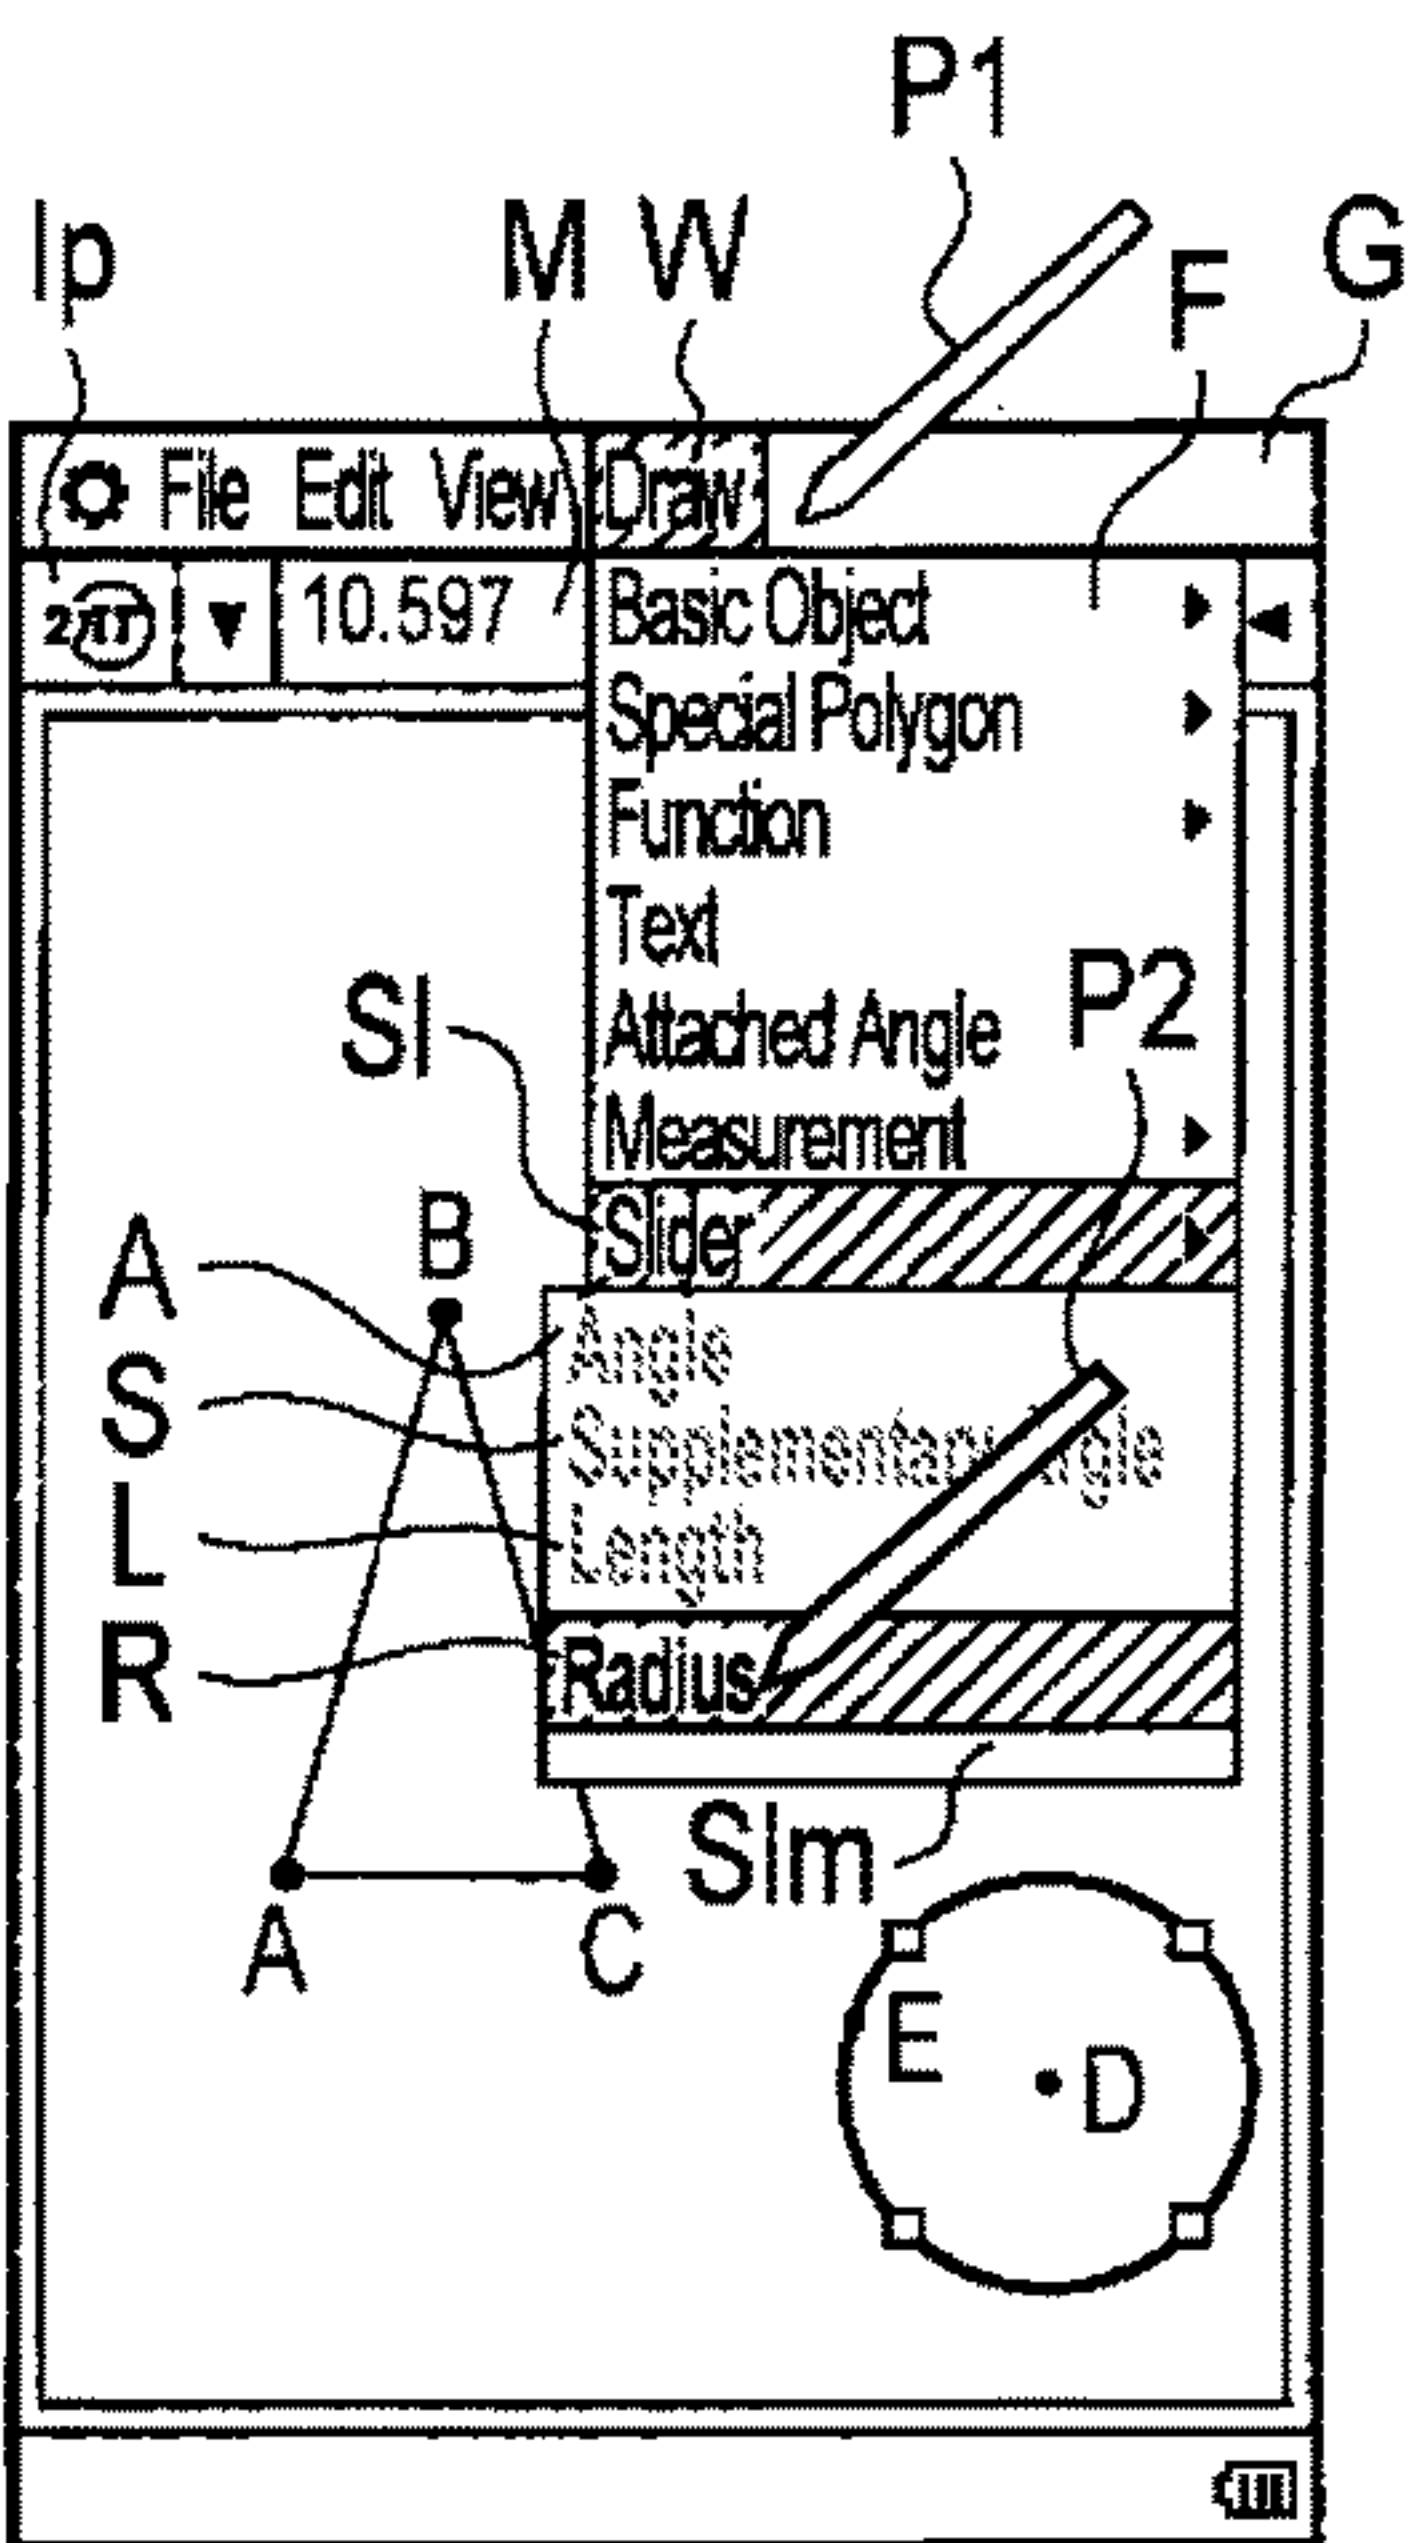 P1
Ip M W F G
File Edit View Draw
2πr 10.597
Basic Object
Special Polygon
Function
Text
P2
Sl
Attached Angle
Measurement
Slider
B
A
Angle
S
Supplementary Angle
L
Length
R
Radius
Slm
A C
E
D